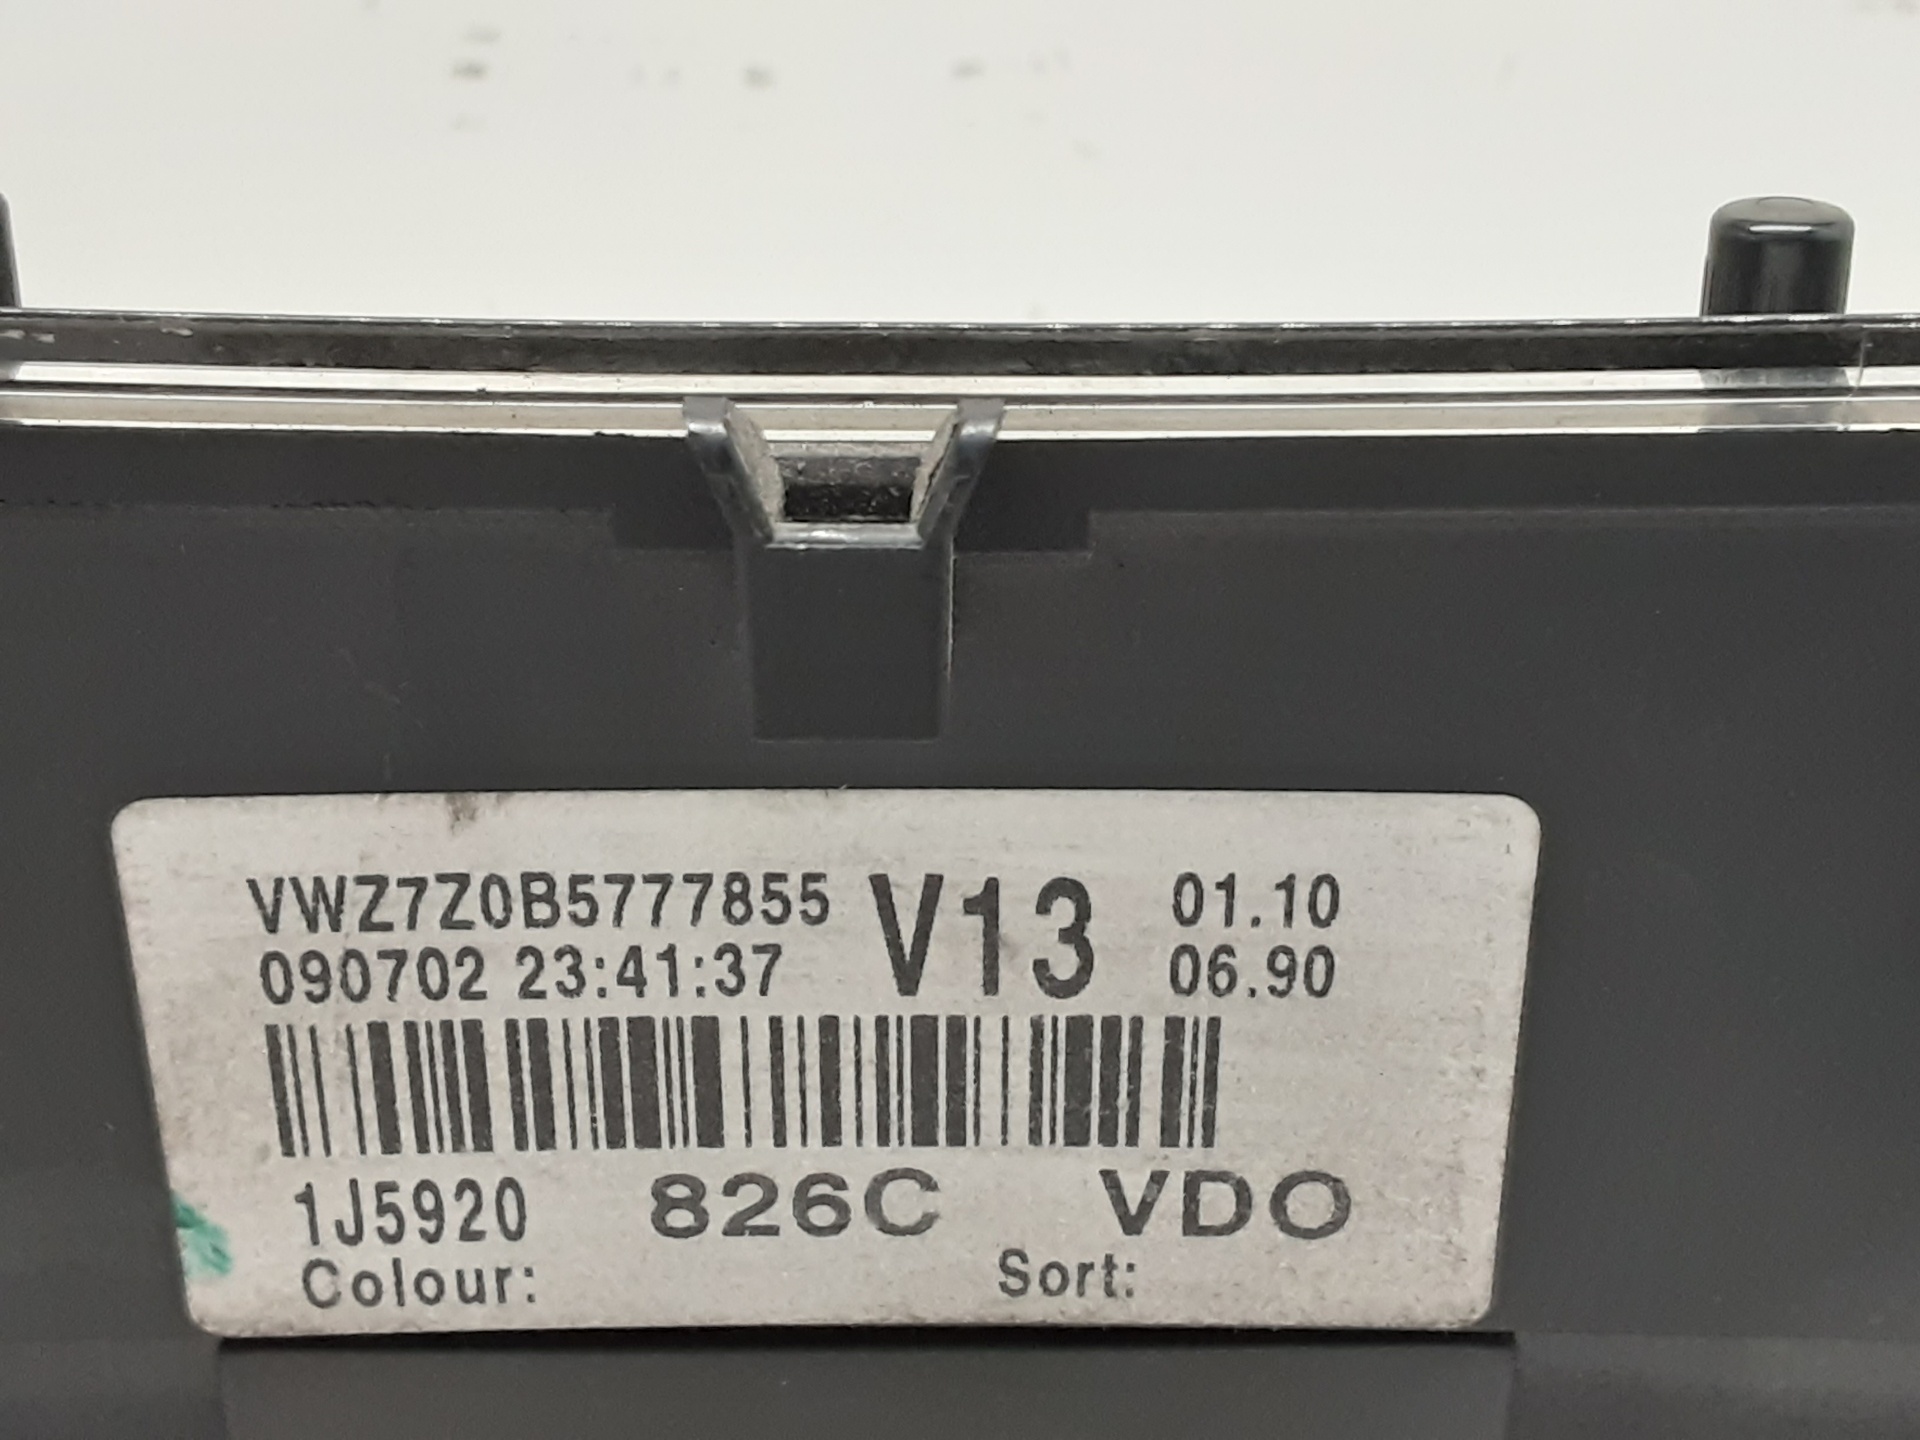 VWZ7Z0B5777855 V13 01.10
090702 23:41:37 06.90
1J5920 826C VDO
Colour: Sort: